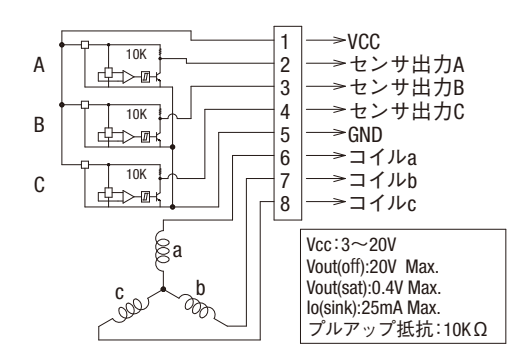 A
10K
B
10K
C
10K
1 VCC
2 センサ出力A
3 センサ出力B
4 センサ出力C
5 GND
6 コイルa
7 コイルb
8 コイルc
a
b
c
Vcc:3～20V
Vout(off):20V Max.
Vout(sat):0.4V Max.
Io(sink):25mA Max.
プルアップ抵抗:10KΩ